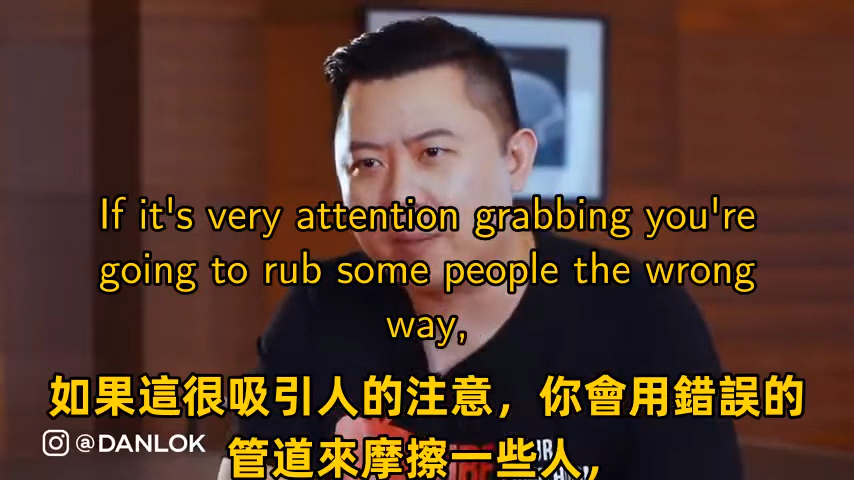 If it's very attention grabbing you're
going to rub some people the wrong
way,
如果這很吸引人的注意，你會用錯誤的
@DANLOK
管道來摩擦一些人，